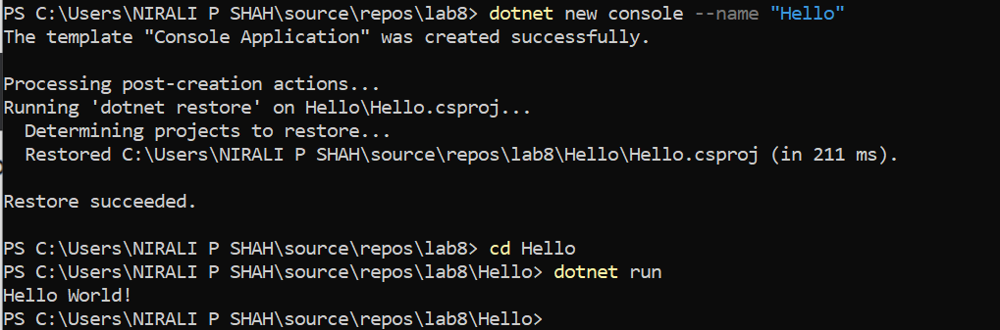 PS C:\Users\NIRALI P SHAH\source\repos\lab8> dotnet new console --name "Hello"
The template "Console Application" was created successfully.
Processing post-creation actions...
Running 'dotnet restore' on Hello\Hello.csproj...
  Determining projects to restore...
  Restored C:\Users\NIRALI P SHAH\source\repos\lab8\Hello\Hello.csproj (in 211 ms).
Restore succeeded.
PS C:\Users\NIRALI P SHAH\source\repos\lab8> cd Hello
PS C:\Users\NIRALI P SHAH\source\repos\lab8\Hello> dotnet run
Hello World!
PS C:\Users\NIRALI P SHAH\source\repos\lab8\Hello>